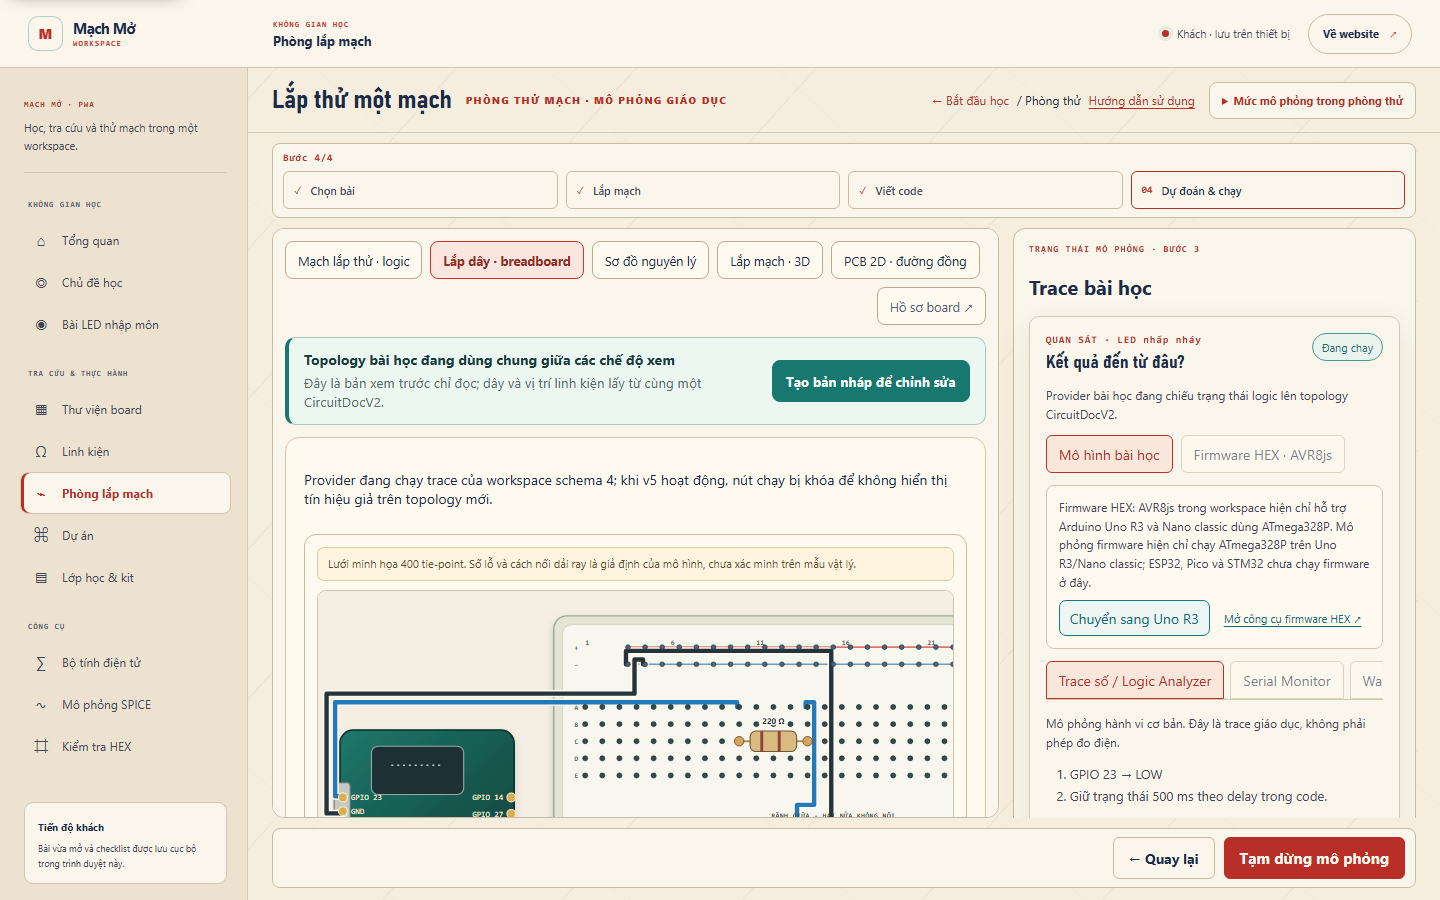 M
Mạch Mở
WORKSPACE
KHÔNG GIAN HỌC
Phòng lắp mạch
Khách · lưu trên thiết bị
Về website ↗
MẠCH MỞ · PWA
Học, tra cứu và thử mạch trong một
workspace.
KHÔNG GIAN HỌC
Tổng quan
Chủ đề học
Bài LED nhập môn
TRA CỨU & THỰC HÀNH
Thư viện board
Linh kiện
Phòng lắp mạch
Dự án
Lớp học & kit
CÔNG CỤ
Bộ tính điện tử
Mô phỏng SPICE
Kiểm tra HEX
Tiến độ khách
Bài vừa mở và checklist được lưu cục bộ
trong trình duyệt này.
Lắp thử một mạch
PHÒNG THỬ MẠCH · MÔ PHỎNG GIÁO DỤC
← Bắt đầu học / Phòng thử Hướng dẫn sử dụng
▸ Mức mô phỏng trong phòng thử
Bước 4/4
✓ Chọn bài
✓ Lắp mạch
✓ Viết code
04 Dự đoán & chạy
Mạch lắp thử · logic
Lắp dây · breadboard
Sơ đồ nguyên lý
Lắp mạch · 3D
PCB 2D · đường đồng
Hồ sơ board ↗
Topology bài học đang dùng chung giữa các chế độ xem
Đây là bản xem trước chỉ đọc; dây và vị trí linh kiện lấy từ cùng một
CircuitDocV2.
Tạo bản nháp để chỉnh sửa
Provider đang chạy trace của workspace schema 4; khi v5 hoạt động, nút chạy bị khóa để không hiển thị
tín hiệu giả trên topology mới.
Lưới minh họa 400 tie-point. Số lỗ và cách nối dải ray là giả định của mô hình, chưa xác minh trên mẫu vật lý.
1 6 11 16 21
+
−
A
B
C
D
E
220 Ω
GPIO 23
GND
GPIO 14
GPIO 27
TRẠNG THÁI MÔ PHỎNG · BƯỚC 3
Trace bài học
QUAN SÁT · LED nhấp nháy
Kết quả đến từ đâu?
Đang chạy
Provider bài học đang chiếu trạng thái logic lên topology
CircuitDocV2.
Mô hình bài học
Firmware HEX · AVR8js
Firmware HEX: AVR8js trong workspace hiện chỉ hỗ trợ
Arduino Uno R3 và Nano classic dùng ATmega328P. Mô
phỏng firmware hiện chỉ chạy ATmega328P trên Uno
R3/Nano classic; ESP32, Pico và STM32 chưa chạy firmware
ở đây.
Chuyển sang Uno R3
Mở công cụ firmware HEX ↗
Trace số / Logic Analyzer
Serial Monitor
Wa
Mô phỏng hành vi cơ bản. Đây là trace giáo dục, không phải
phép đo điện.
1. GPIO 23 → LOW
2. Giữ trạng thái 500 ms theo delay trong code.
← Quay lại
Tạm dừng mô phỏng